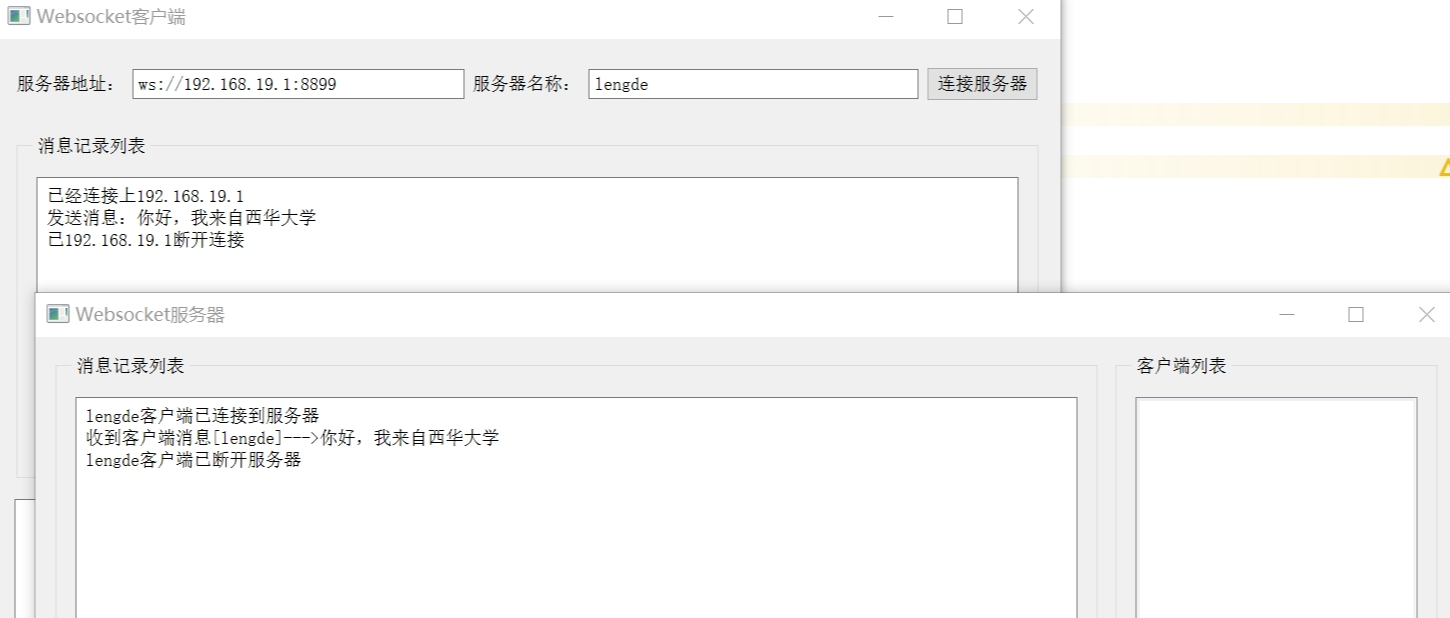 Websocket客户端
服务器地址： ws://192.168.19.1:8899 服务器名称： lengde 连接服务器
消息记录列表
已经连接上192.168.19.1
发送消息：你好，我来自西华大学
已192.168.19.1断开连接
Websocket服务器
消息记录列表
客户端列表
lengde客户端已连接到服务器
收到客户端消息[lengde]--->你好，我来自西华大学
lengde客户端已断开服务器